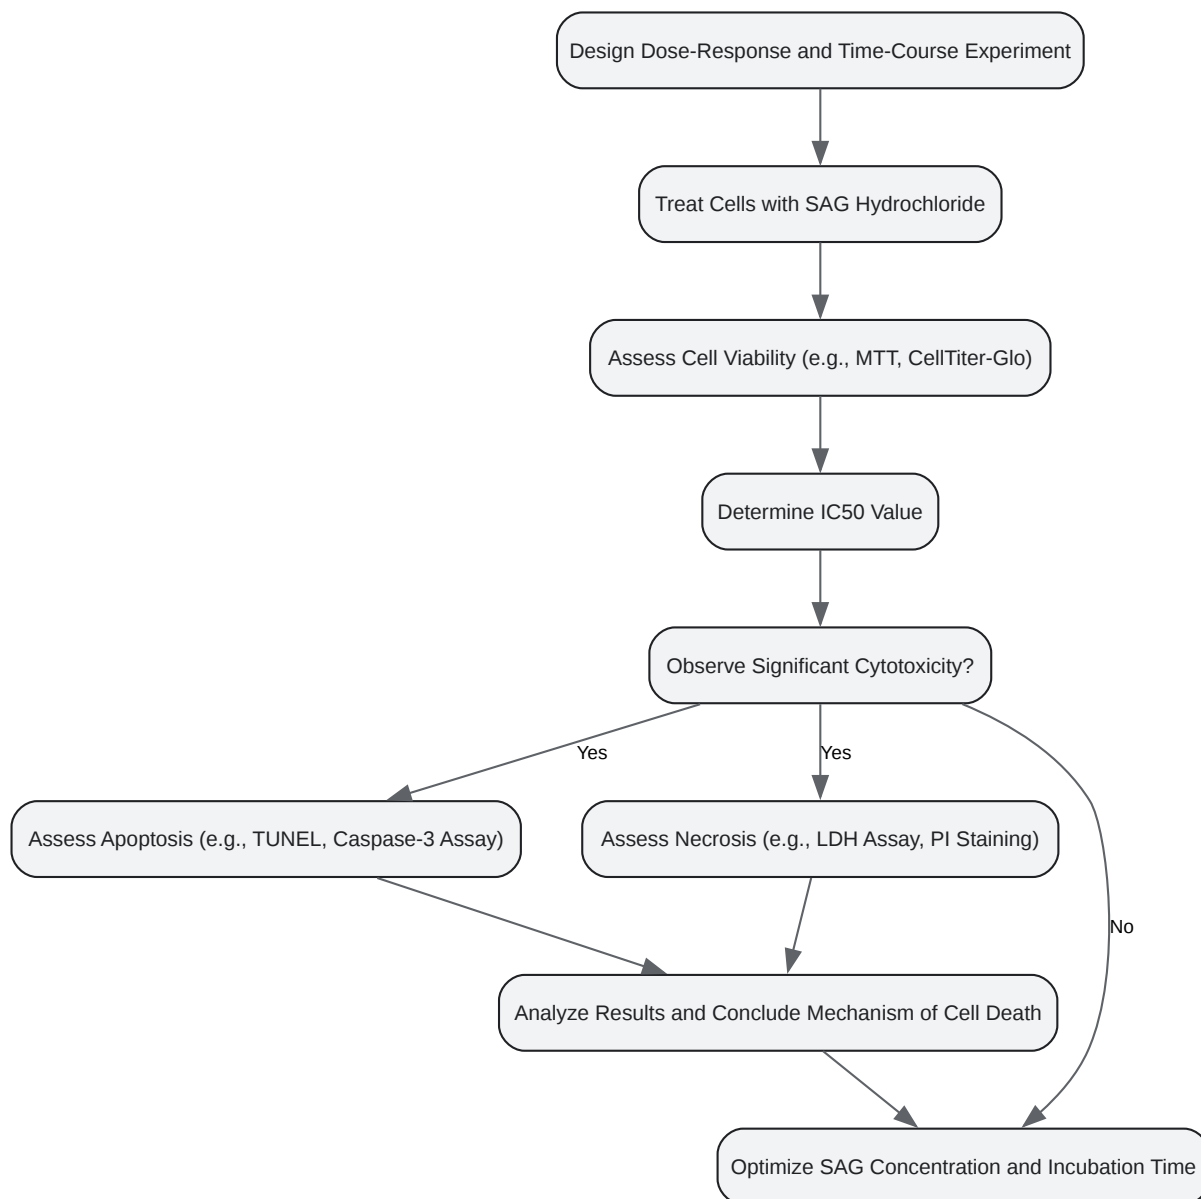 Design Dose-Response and Time-Course Experiment
Treat Cells with SAG Hydrochloride
Assess Cell Viability (e.g., MTT, CellTiter-Glo)
Determine IC50 Value
Observe Significant Cytotoxicity?
Yes
Yes
Assess Apoptosis (e.g., TUNEL, Caspase-3 Assay)
Assess Necrosis (e.g., LDH Assay, PI Staining)
No
Analyze Results and Conclude Mechanism of Cell Death
Optimize SAG Concentration and Incubation Time